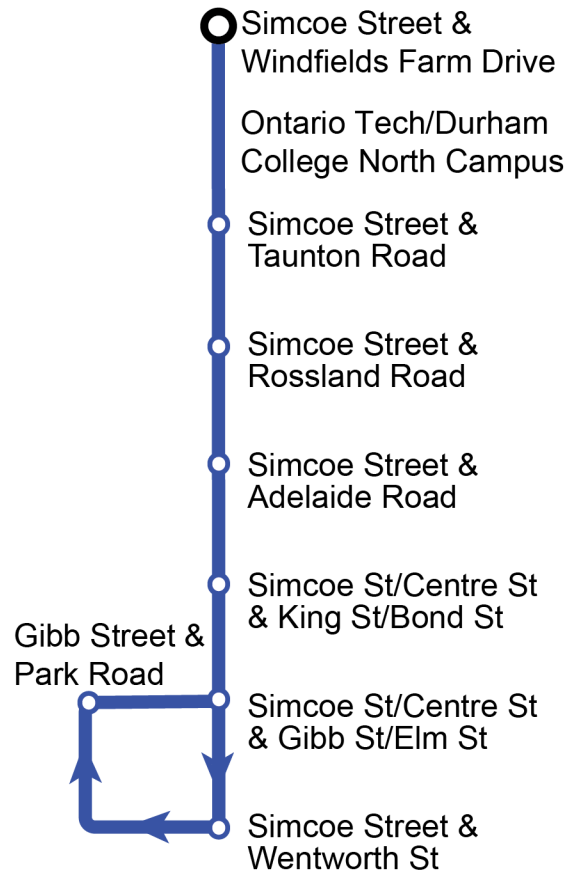 Simcoe Street &
Windfields Farm Drive
Ontario Tech/Durham
College North Campus
Simcoe Street &
Taunton Road
Simcoe Street &
Rossland Road
Simcoe Street &
Adelaide Road
Simcoe St/Centre St
& King St/Bond St
Gibb Street &
Park Road
Simcoe St/Centre St
& Gibb St/Elm St
Simcoe Street &
Wentworth St